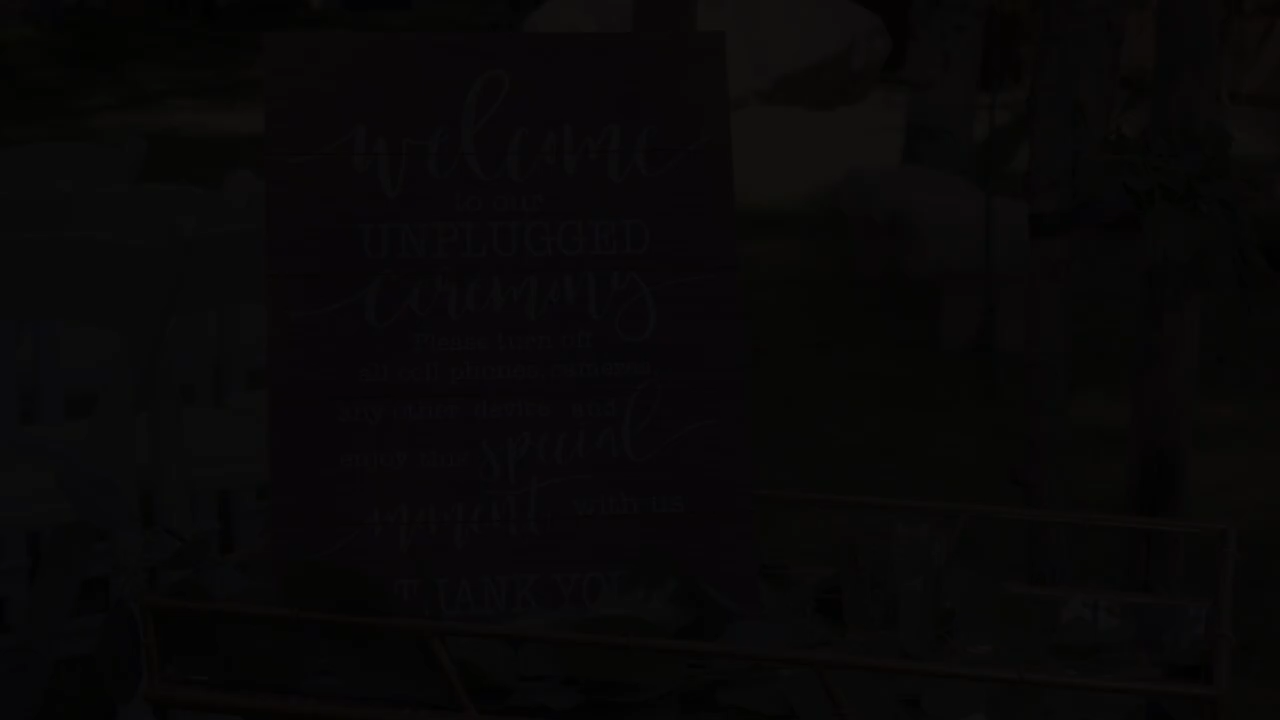 welcome
to our
UNPLUGGED
ceremony
Please turn off
all cell phones, cameras,
any other device and
enjoy this special
moment with us
THANK YOU